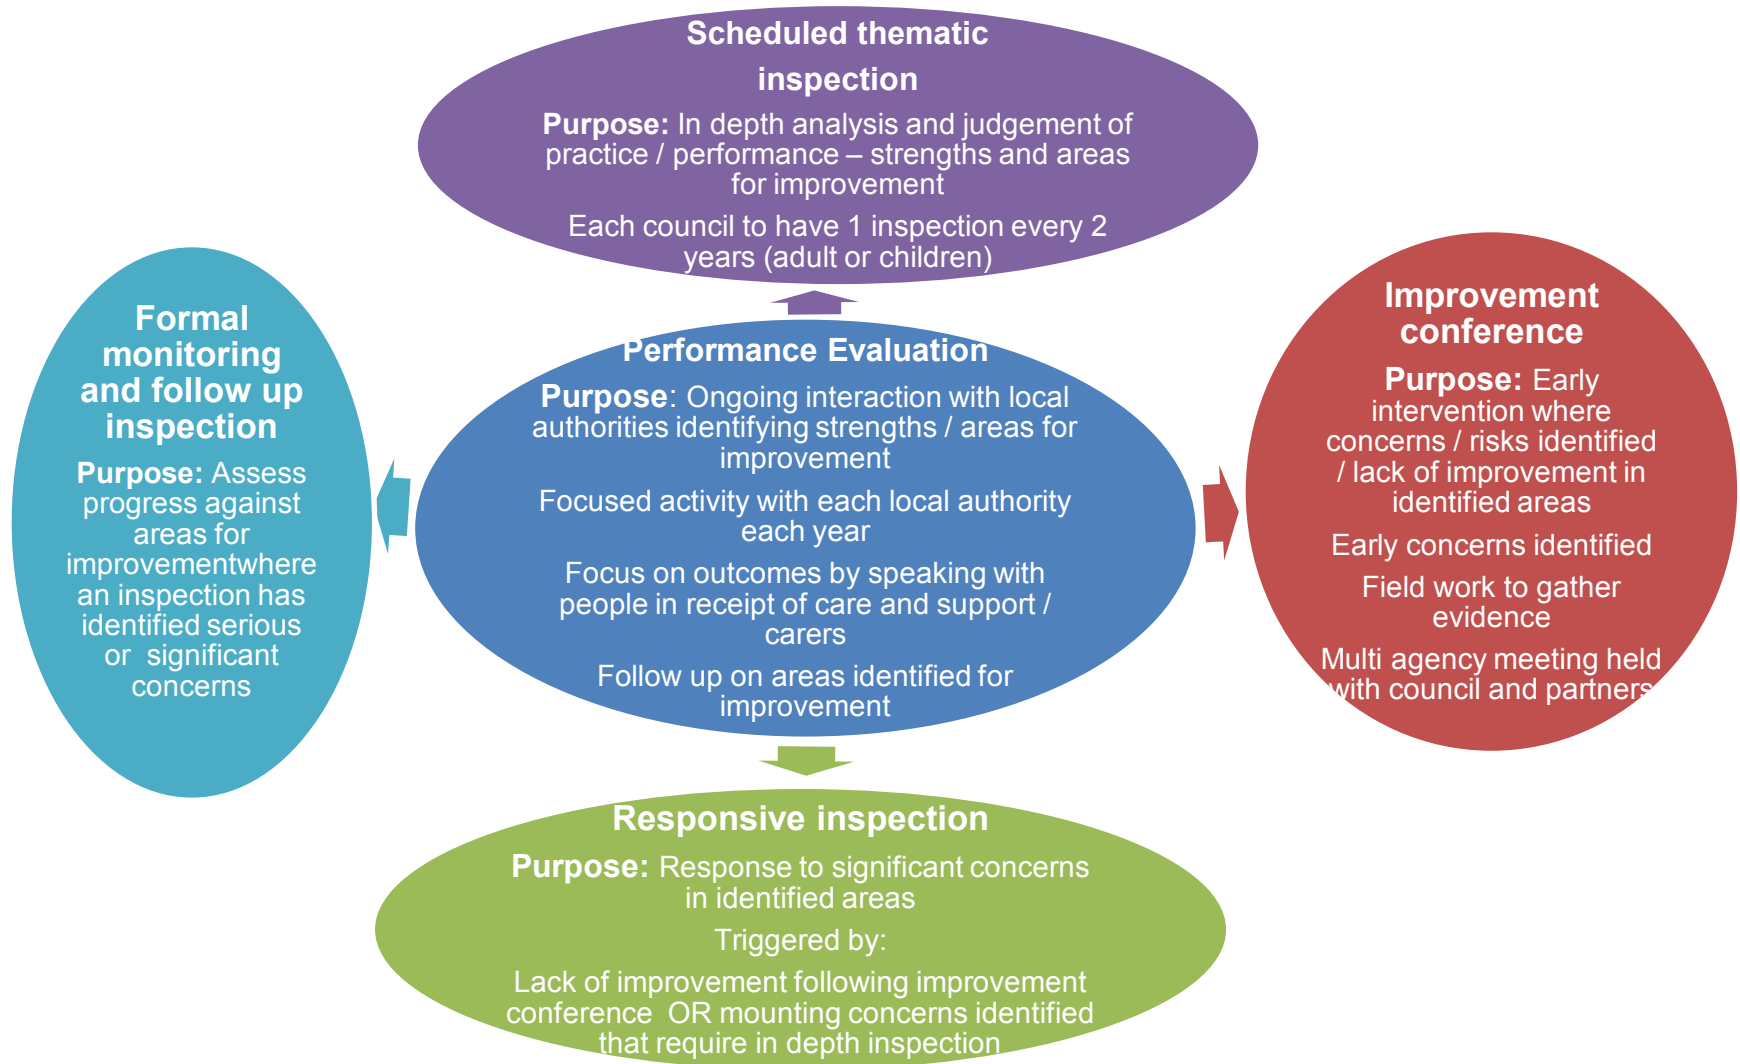 Scheduled thematic
inspection
Purpose: In depth analysis and judgement of
practice / performance – strengths and areas
for improvement
Each council to have 1 inspection every 2
years (adult or children)
Formal
monitoring
and follow up
inspection
Purpose: Assess
progress against
areas for
improvementwhere
an inspection has
identified serious
or significant
concerns
Performance Evaluation
Purpose: Ongoing interaction with local
authorities identifying strengths / areas for
improvement
Focused activity with each local authority
each year
Focus on outcomes by speaking with
people in receipt of care and support /
carers
Follow up on areas identified for
improvement
Improvement
conference
Purpose: Early
intervention where
concerns / risks identified
/ lack of improvement in
identified areas
Early concerns identified
Field work to gather
evidence
Multi agency meeting held
with council and partners
Responsive inspection
Purpose: Response to significant concerns
in identified areas
Triggered by:
Lack of improvement following improvement
conference OR mounting concerns identified
that require in depth inspection